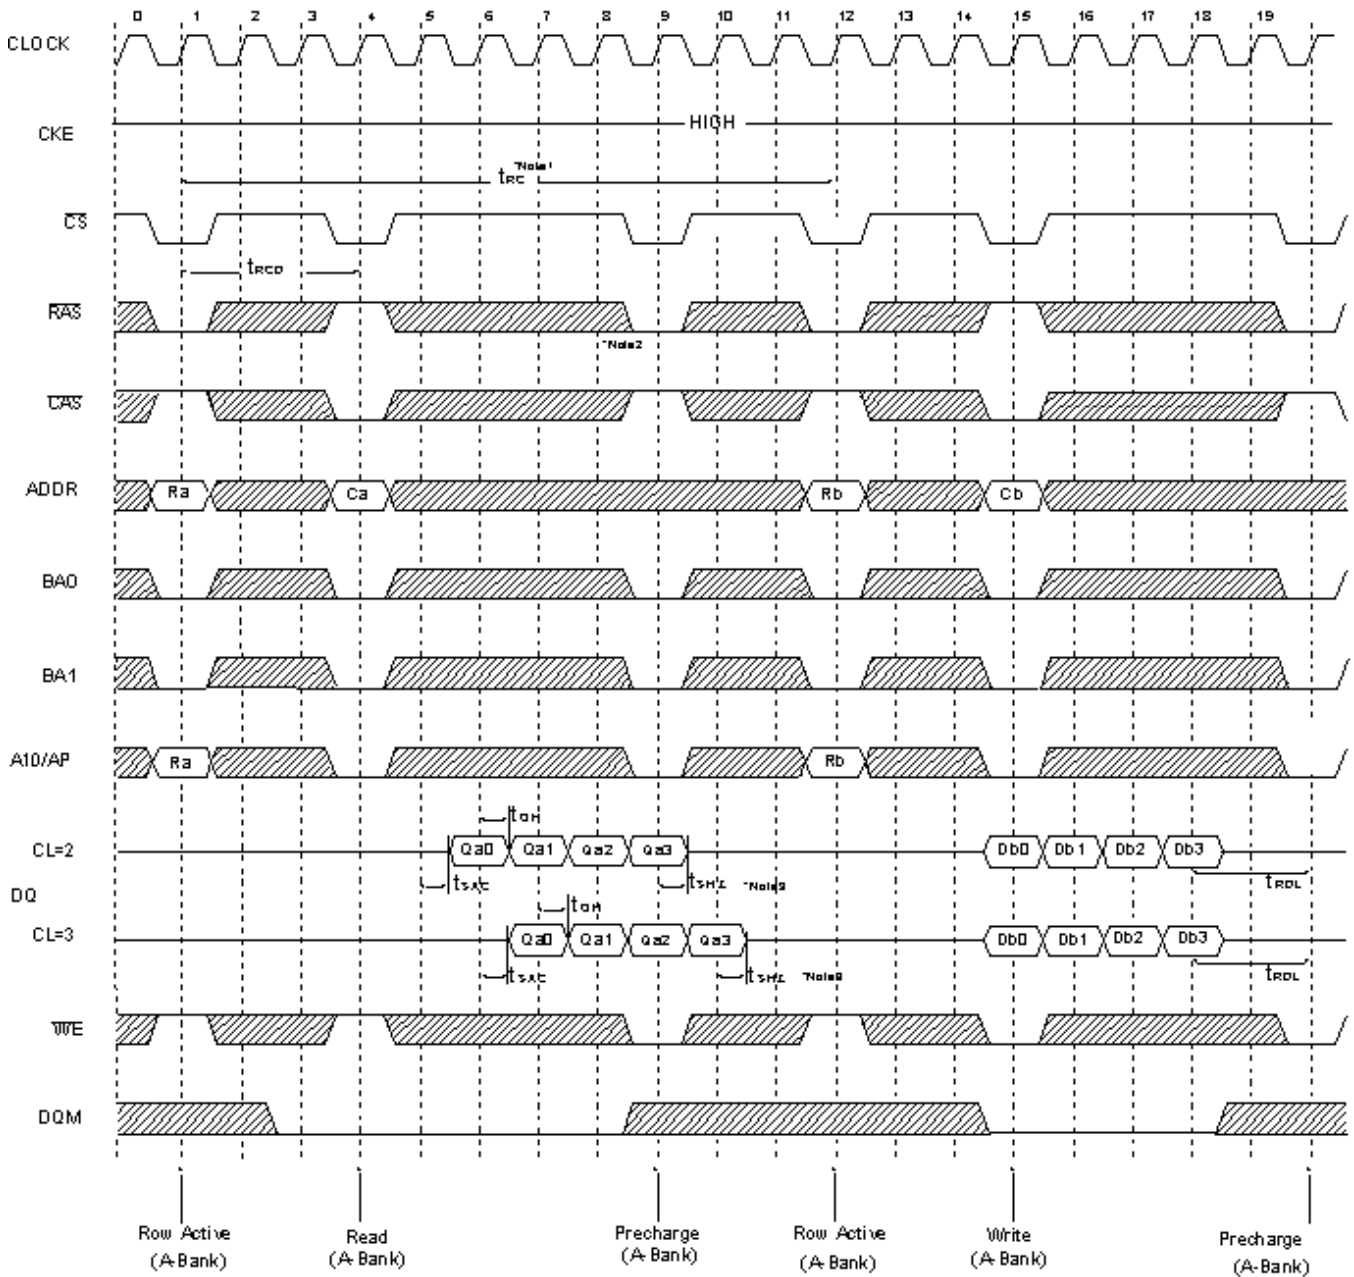 0 1 2 3 4 5 6 7 8 9 10 11 12 13 14 15 16 17 18 19
CLOCK
CKE HIGH
tRC *Note1
CS
tRCD
RAS
*Note2
CAS
ADDR Ra Ca Rb Cb
BA0
BA1
A10/AP Ra Rb
tOH
CL=2 Qa0 Qa1 Qa2 Qa3 Db0 Db1 Db2 Db3
tSAC tSHZ *Note3 tRDL
DQ
tOH
CL=3 Qa0 Qa1 Qa2 Qa3 Db0 Db1 Db2 Db3
tSAC tSHZ *Note3 tRDL
WE
DQM
Row Active Read Precharge Row Active Write Precharge
(A-Bank) (A-Bank) (A-Bank) (A-Bank) (A-Bank) (A-Bank)